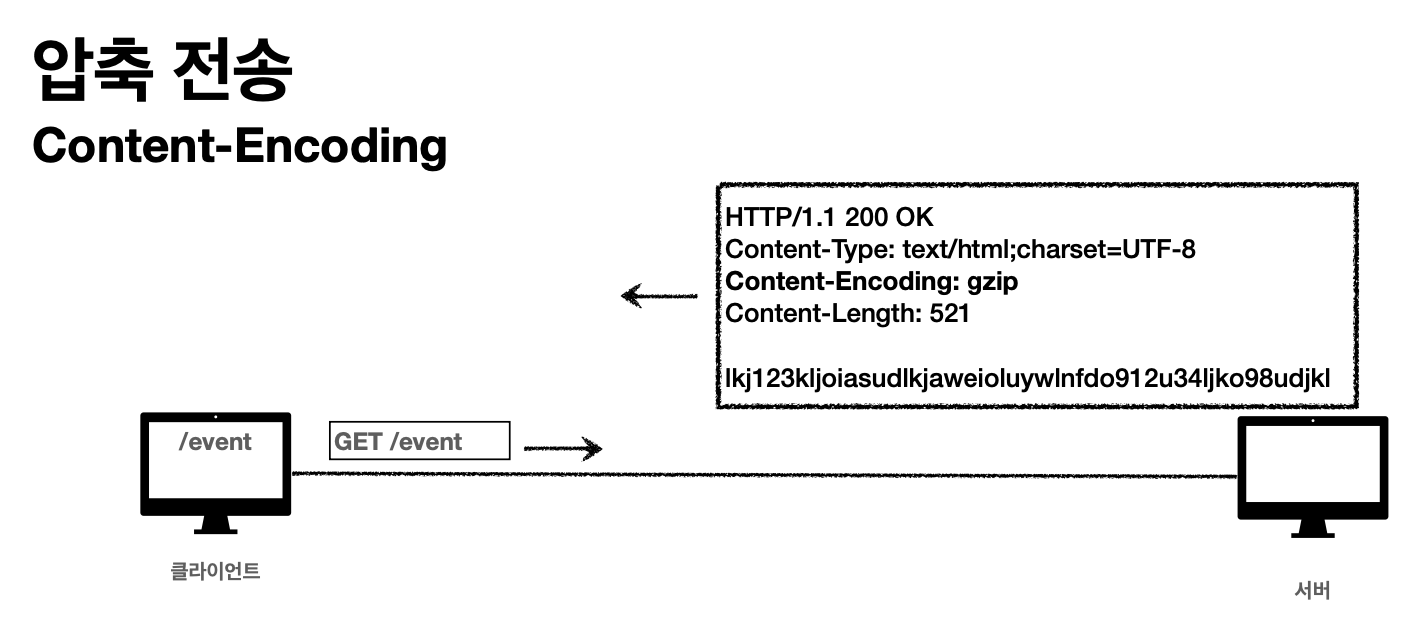 압축 전송
Content-Encoding
HTTP/1.1 200 OK
Content-Type: text/html;charset=UTF-8
Content-Encoding: gzip
Content-Length: 521
lkj123kljoiasudlkjaweioluywlnfdo912u34ljko98udjkl
/event
GET /event
클라이언트
서버